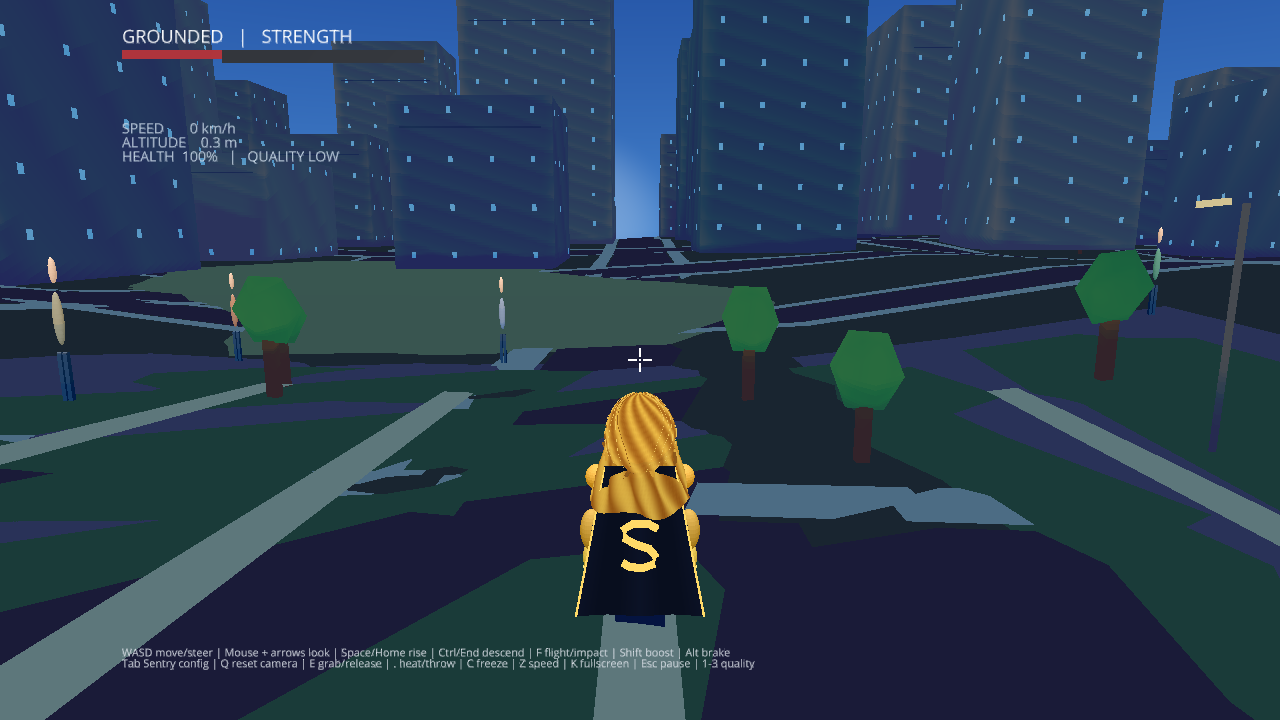 GROUNDED | STRENGTH
SPEED 0 km/h
ALTITUDE 0.3 m
HEALTH 100% | QUALITY LOW
S
WASD move/steer | Mouse + arrows look | Space/Home rise | Ctrl/End descend | F flight/impact | Shift boost | Alt brake
Tab Sentry config | Q reset camera | E grab/release | . heat/throw | C freeze | Z speed | K fullscreen | Esc pause | 1-3 quality